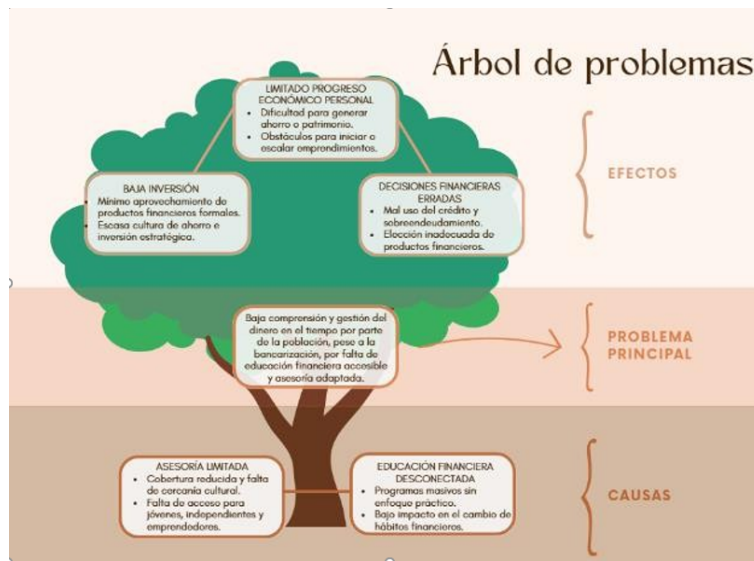 Árbol de problemas
LIMITADO PROGRESO
ECONÓMICO PERSONAL
• Dificultad para generar
ahorro o patrimonio.
• Obstáculos para iniciar o
escalar emprendimientos.
BAJA INVERSIÓN
• Mínimo aprovechamiento de
productos financieros formales.
• Escasa cultura de ahorro e
inversión estratégica.
DECISIONES FINANCIERAS
ERRADAS
• Mal uso del crédito y
sobreendeudamiento.
• Elección inadecuada de
productos financieros.
EFECTOS
Baja comprensión y gestión del
dinero en el tiempo por parte
de la población, pese a la
bancarización, por falta de
educación financiera accesible
y asesoría adaptada.
PROBLEMA
PRINCIPAL
ASESORÍA LIMITADA
• Cobertura reducida y falta
de cercanía cultural.
• Falta de acceso para
jóvenes, independientes y
emprendedores.
EDUCACIÓN FINANCIERA
DESCONECTADA
• Programas masivos sin
enfoque práctico.
• Bajo impacto en el cambio de
hábitos financieros.
CAUSAS